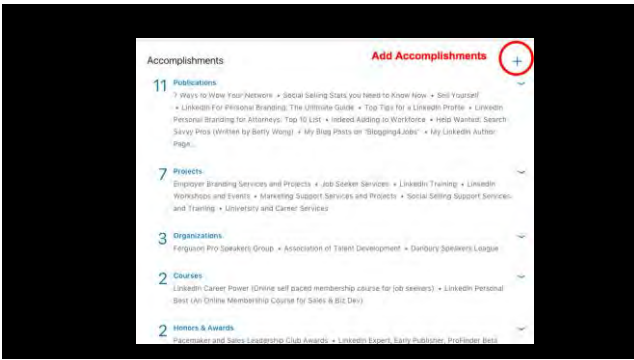 Accomplishments
Add Accomplishments
+
11 Publications
7 Ways to Wow Your Network • Social Selling Stars you Need to Know Now • Sell Yourself
• LinkedIn For Personal Branding: The Ultimate Guide • Top Tips for a LinkedIn Profile • LinkedIn
Personal Branding for Attorneys: Top 10 List • Indeed Adding to Workforce • Help Wanted: Search
Savvy Pros (Written by Betty Wong) • My Blog Posts on "Blogging4Jobs" • My LinkedIn Author
Page...
7 Projects
Employer Branding Services and Projects • Job Seeker Services • LinkedIn Training • LinkedIn
Workshops and Events • Marketing Support Services and Projects • Social Selling Support Services
and Training • University and Career Services
3 Organizations
Ferguson Pro Speakers Group • Association of Talent Development • Danbury Speakers League
2 Courses
LinkedIn Career Power (Online self paced membership course for job seekers) • LinkedIn Personal
Best (An Online Membership Course for Sales & Biz Dev)
2 Honors & Awards
Pacemaker and Sales Leadership Club Awards • LinkedIn Expert, Early Publisher, ProFinder Beta